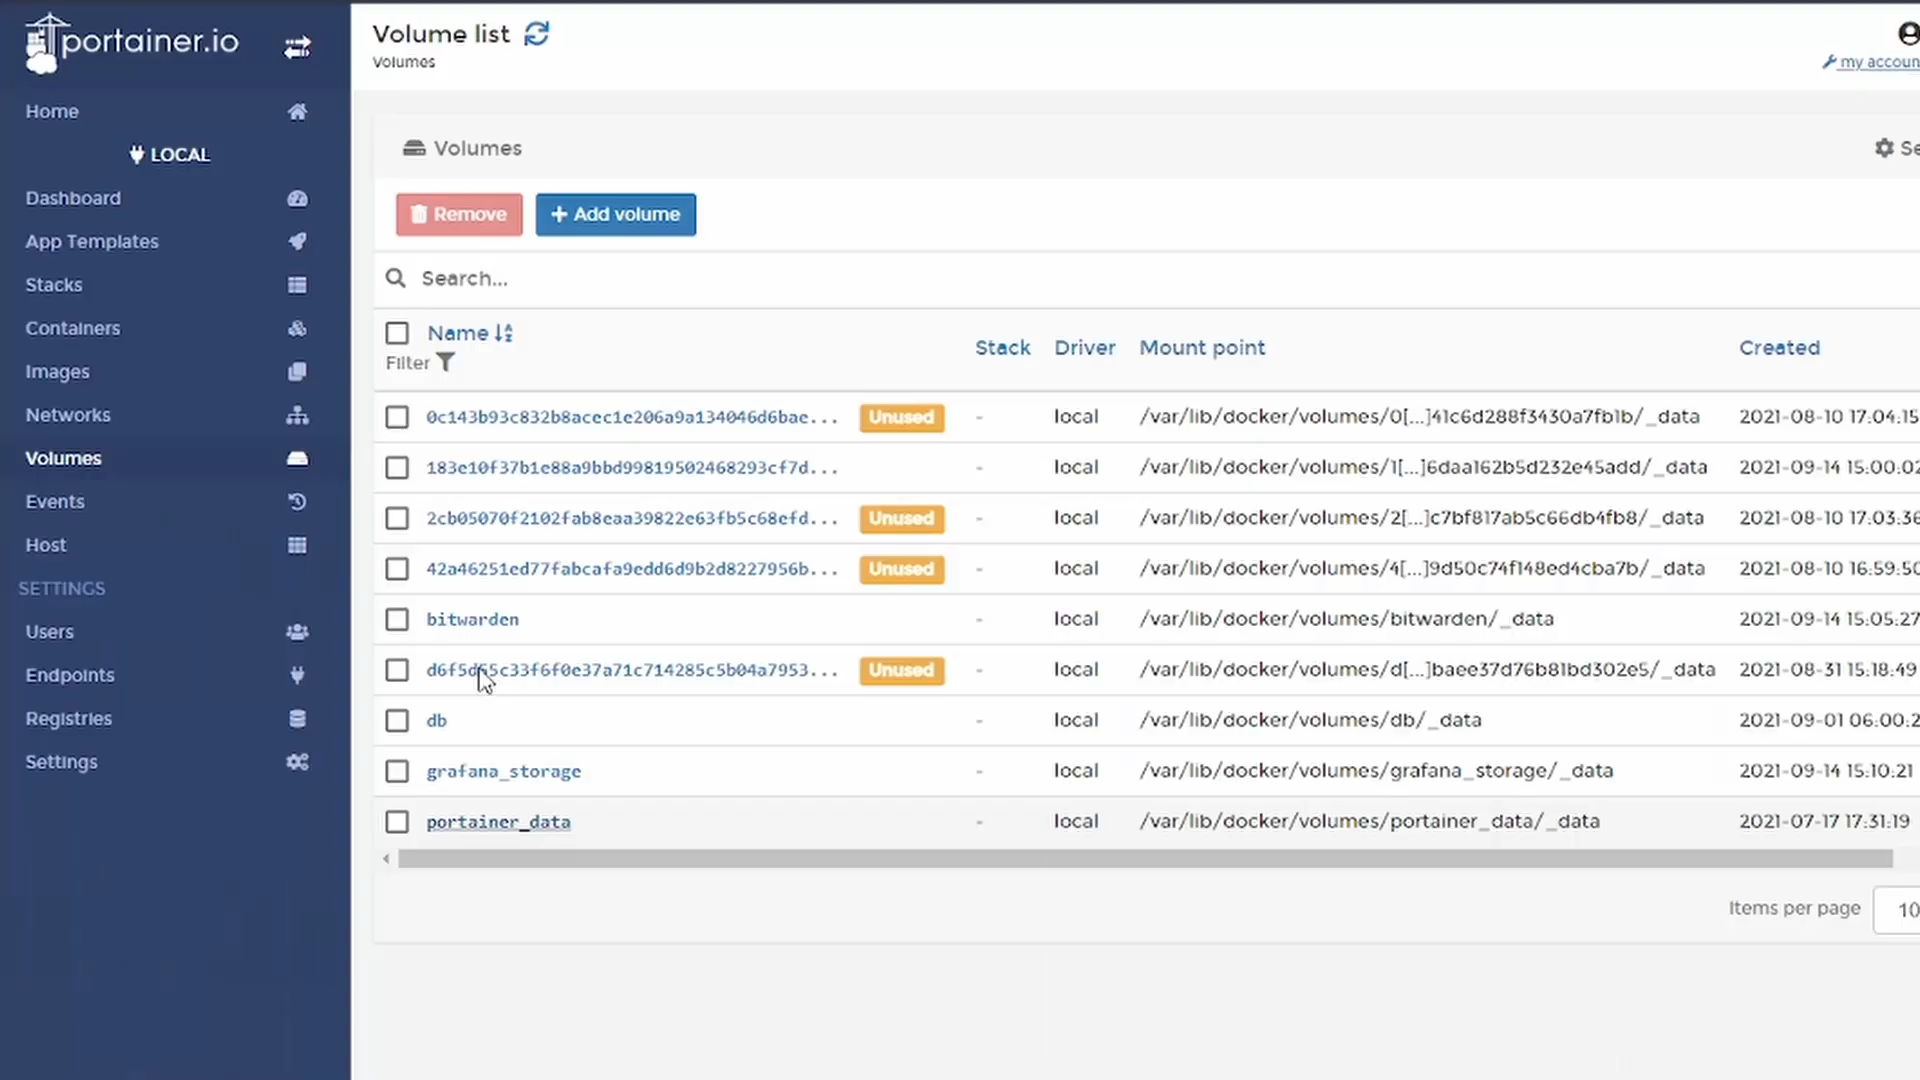 portainer.io
Volume list
Volumes
my accoun
Home
LOCAL
Dashboard
App Templates
Stacks
Containers
Images
Networks
Volumes
Events
Host
SETTINGS
Users
Endpoints
Registries
Settings
Volumes
Se
Remove
Add volume
Search...
Name
Filter
Stack Driver Mount point Created
0c143b93c832b8acec1e206a9a134046d6bae... Unused - local /var/lib/docker/volumes/0[...]41c6d288f3430a7fb1b/_data 2021-08-10 17:04:15
183e10f37b1e88a9bbd99819502468293cf7d... - local /var/lib/docker/volumes/1[...]6daa162b5d232e45add/_data 2021-09-14 15:00:02
2cb05070f2102fab8eaa39822e63fb5c68efd... Unused - local /var/lib/docker/volumes/2[...]c7bf817ab5c66db4fb8/_data 2021-08-10 17:03:36
42a46251ed77fabcafa9edd6d9b2d8227956b... Unused - local /var/lib/docker/volumes/4[...]9d50c74f148ed4cba7b/_data 2021-08-10 16:59:50
bitwarden - local /var/lib/docker/volumes/bitwarden/_data 2021-09-14 15:05:27
Unused - local /var/lib/docker/volumes/d[...]baee37d76b81bd302e5/_data 2021-08-31 15:18:49
db - local /var/lib/docker/volumes/db/_data 2021-09-01 06:00:2
grafana_storage - local /var/lib/docker/volumes/grafana_storage/_data 2021-09-14 15:10:21
portainer_data - local /var/lib/docker/volumes/portainer_data/_data 2021-07-17 17:31:19
Items per page 10